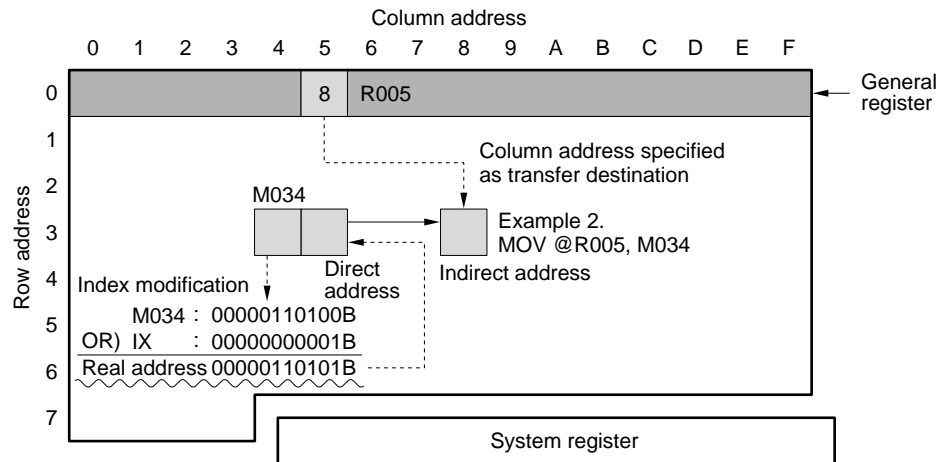 Column address
0 1 2 3 4 5 6 7 8 9 A B C D E F
0 8 R005 General
register
1
Column address specified
as transfer destination
2
M034
Row address
3 Example 2.
MOV @R005, M034
4 Direct
address
Indirect address
Index modification
5 M034 : 00000110100B
OR) IX : 00000000001B
6 Real address 00000110101B
7
System register